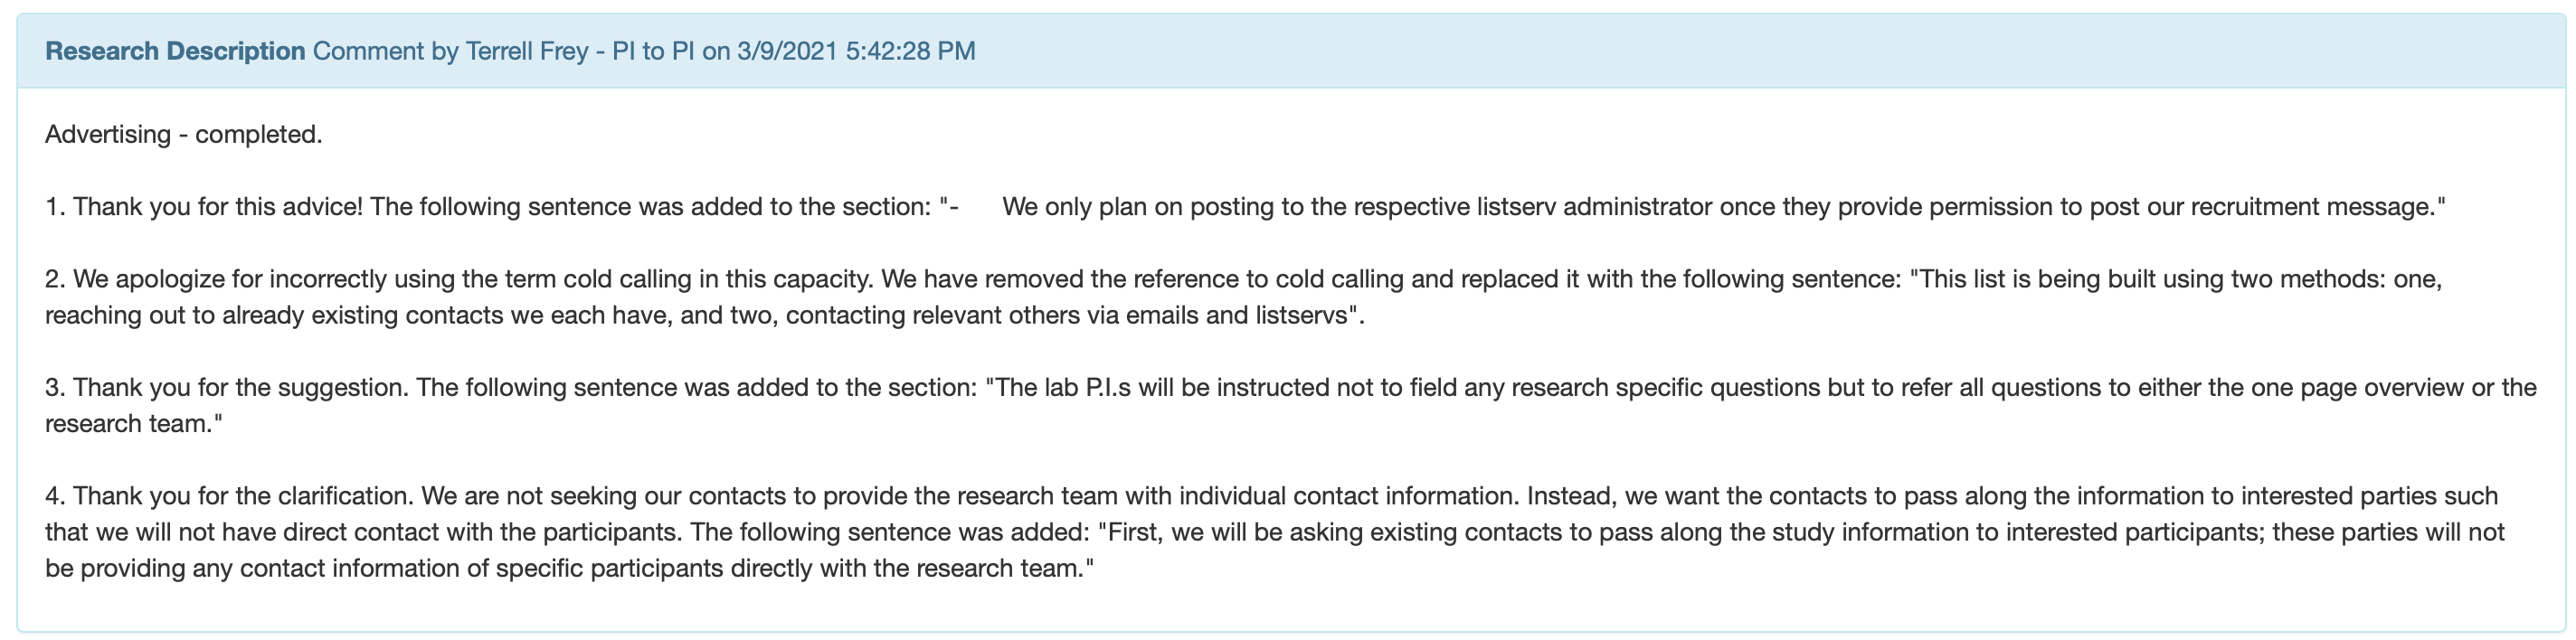 Research Description Comment by Terrell Frey - PI to PI on 3/9/2021 5:42:28 PM
Advertising - completed.
1. Thank you for this advice! The following sentence was added to the section: "- We only plan on posting to the respective listserv administrator once they provide permission to post our recruitment message."
2. We apologize for incorrectly using the term cold calling in this capacity. We have removed the reference to cold calling and replaced it with the following sentence: "This list is being built using two methods: one,
reaching out to already existing contacts we each have, and two, contacting relevant others via emails and listservs".
3. Thank you for the suggestion. The following sentence was added to the section: "The lab P.I.s will be instructed not to field any research specific questions but to refer all questions to either the one page overview or the
research team."
4. Thank you for the clarification. We are not seeking our contacts to provide the research team with individual contact information. Instead, we want the contacts to pass along the information to interested parties such
that we will not have direct contact with the participants. The following sentence was added: "First, we will be asking existing contacts to pass along the study information to interested participants; these parties will not
be providing any contact information of specific participants directly with the research team."